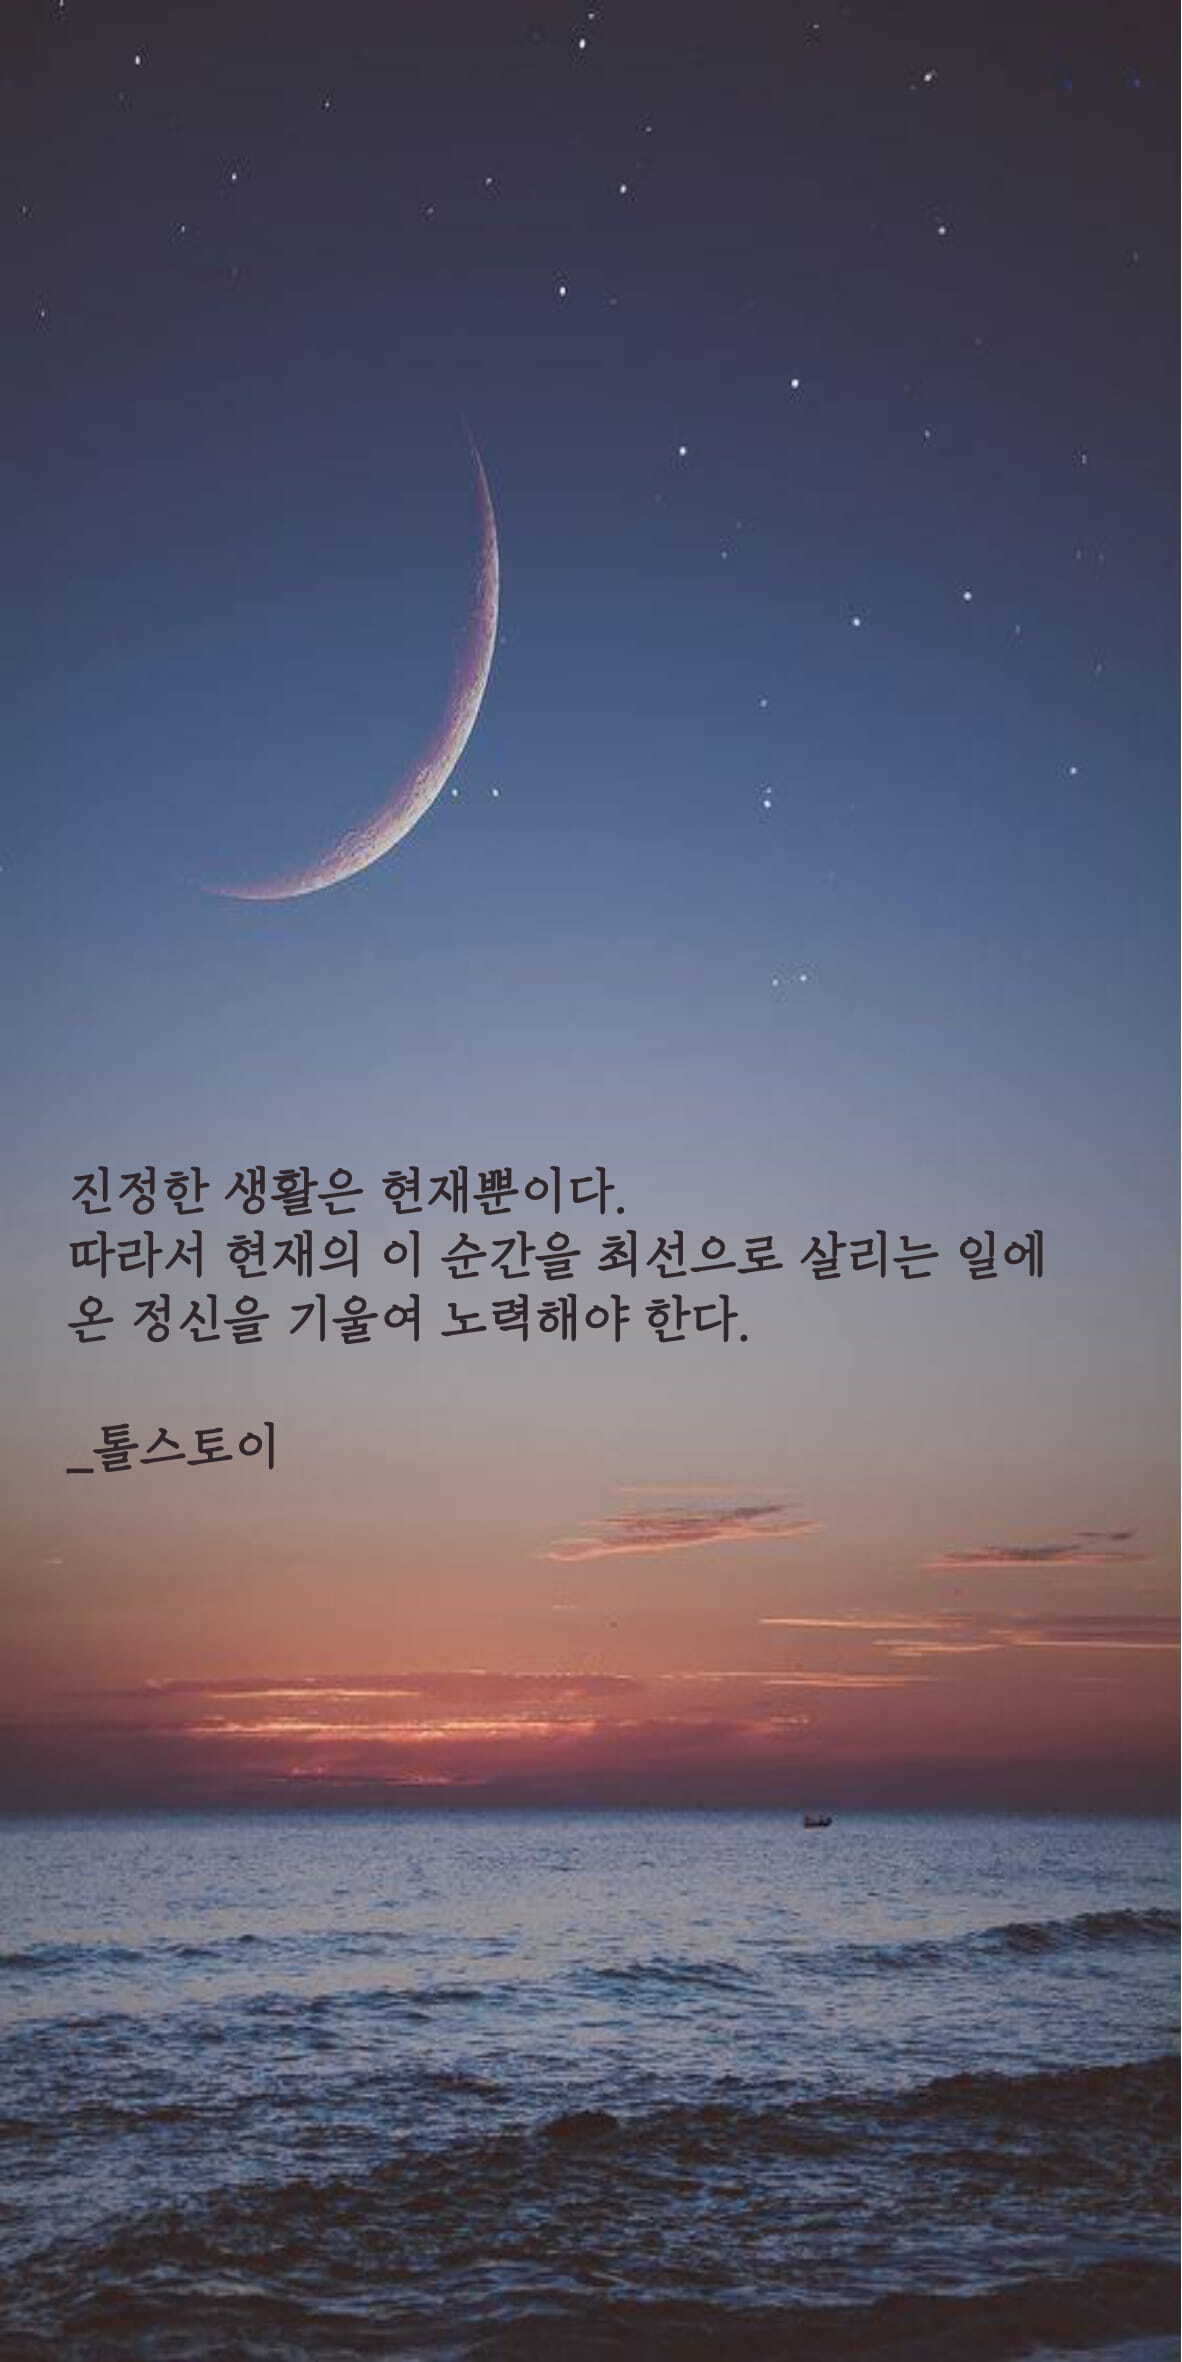 진정한 생활은 현재뿐이다.
따라서 현재의 이 순간을 최선으로 살리는 일에
온 정신을 기울여 노력해야 한다.
_톨스토이